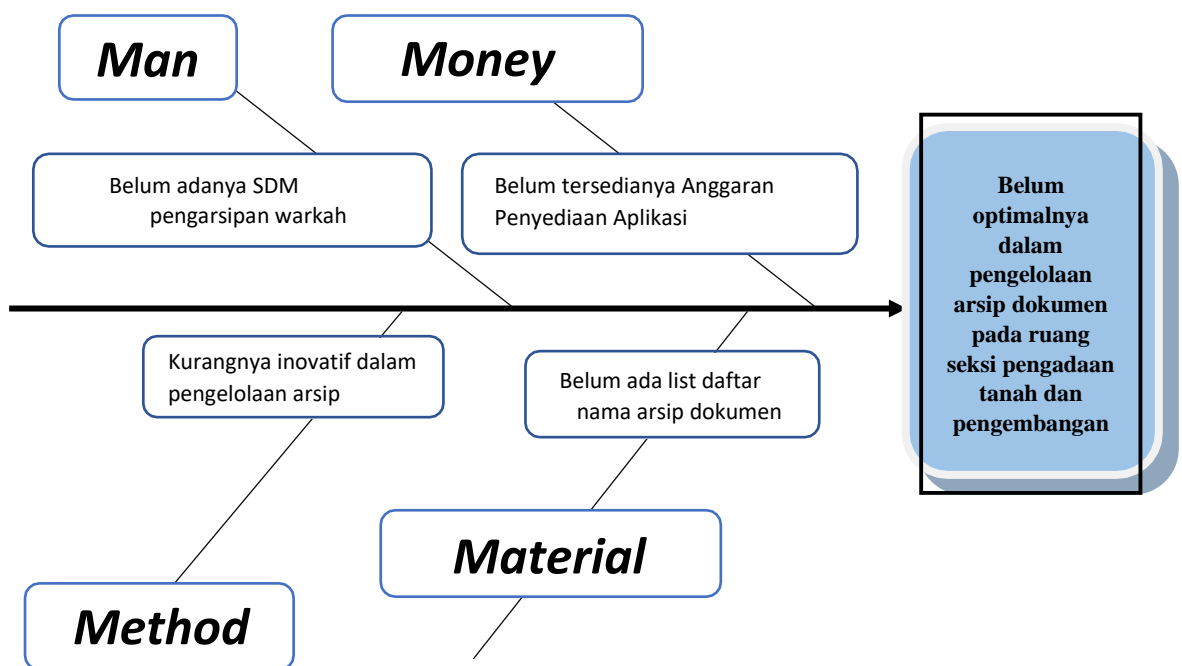 Man
Money
Belum adanya SDM
pengarsipan warkah
Belum tersedianya Anggaran
Penyediaan Aplikasi
Belum
optimalnya
dalam
pengelolaan
arsip dokumen
pada ruang
seksi pengadaan
tanah dan
pengembangan
Kurangnya inovatif dalam
pengelolaan arsip
Belum ada list daftar
nama arsip dokumen
Material
Method